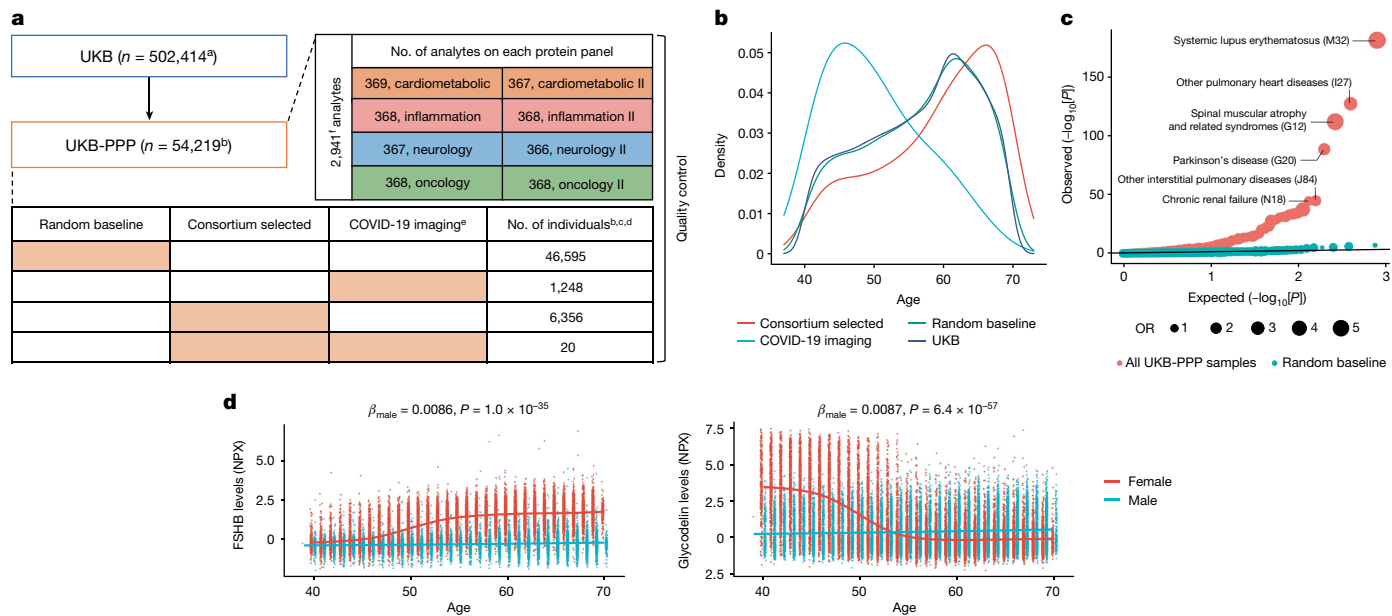 a
UKB (n = 502,414ᵃ)
UKB-PPP (n = 54,219ᵇ)
2,941ᶠ analytes
No. of analytes on each protein panel
369, cardiometabolic
367, cardiometabolic II
368, inflammation
368, inflammation II
367, neurology
366, neurology II
368, oncology
368, oncology II
Quality control
Random baseline
Consortium selected
COVID-19 imagingᵉ
No. of individualsᵇ,ᶜ,ᵈ
46,595
1,248
6,356
20
b
Density
0.05
0.04
0.03
0.02
0.01
0
40
50
60
70
Age
Consortium selected
Random baseline
COVID-19 imaging
UKB
c
Observed (−log₁₀[P])
150
100
50
0
Systemic lupus erythematosus (M32)
Other pulmonary heart diseases (I27)
Spinal muscular atrophy
and related syndromes (G12)
Parkinson's disease (G20)
Other interstitial pulmonary diseases (J84)
Chronic renal failure (N18)
0
1
2
3
Expected (−log₁₀[P])
OR
1
2
3
4
5
All UKB-PPP samples
Random baseline
d
βmale = 0.0086, P = 1.0 × 10⁻³⁵
FSHB levels (NPX)
5.0
2.5
0
40
50
60
70
Age
βmale = 0.0087, P = 6.4 × 10⁻⁵⁷
Glycodelin levels (NPX)
7.5
5.0
2.5
0
2.5
40
50
60
70
Age
Female
Male